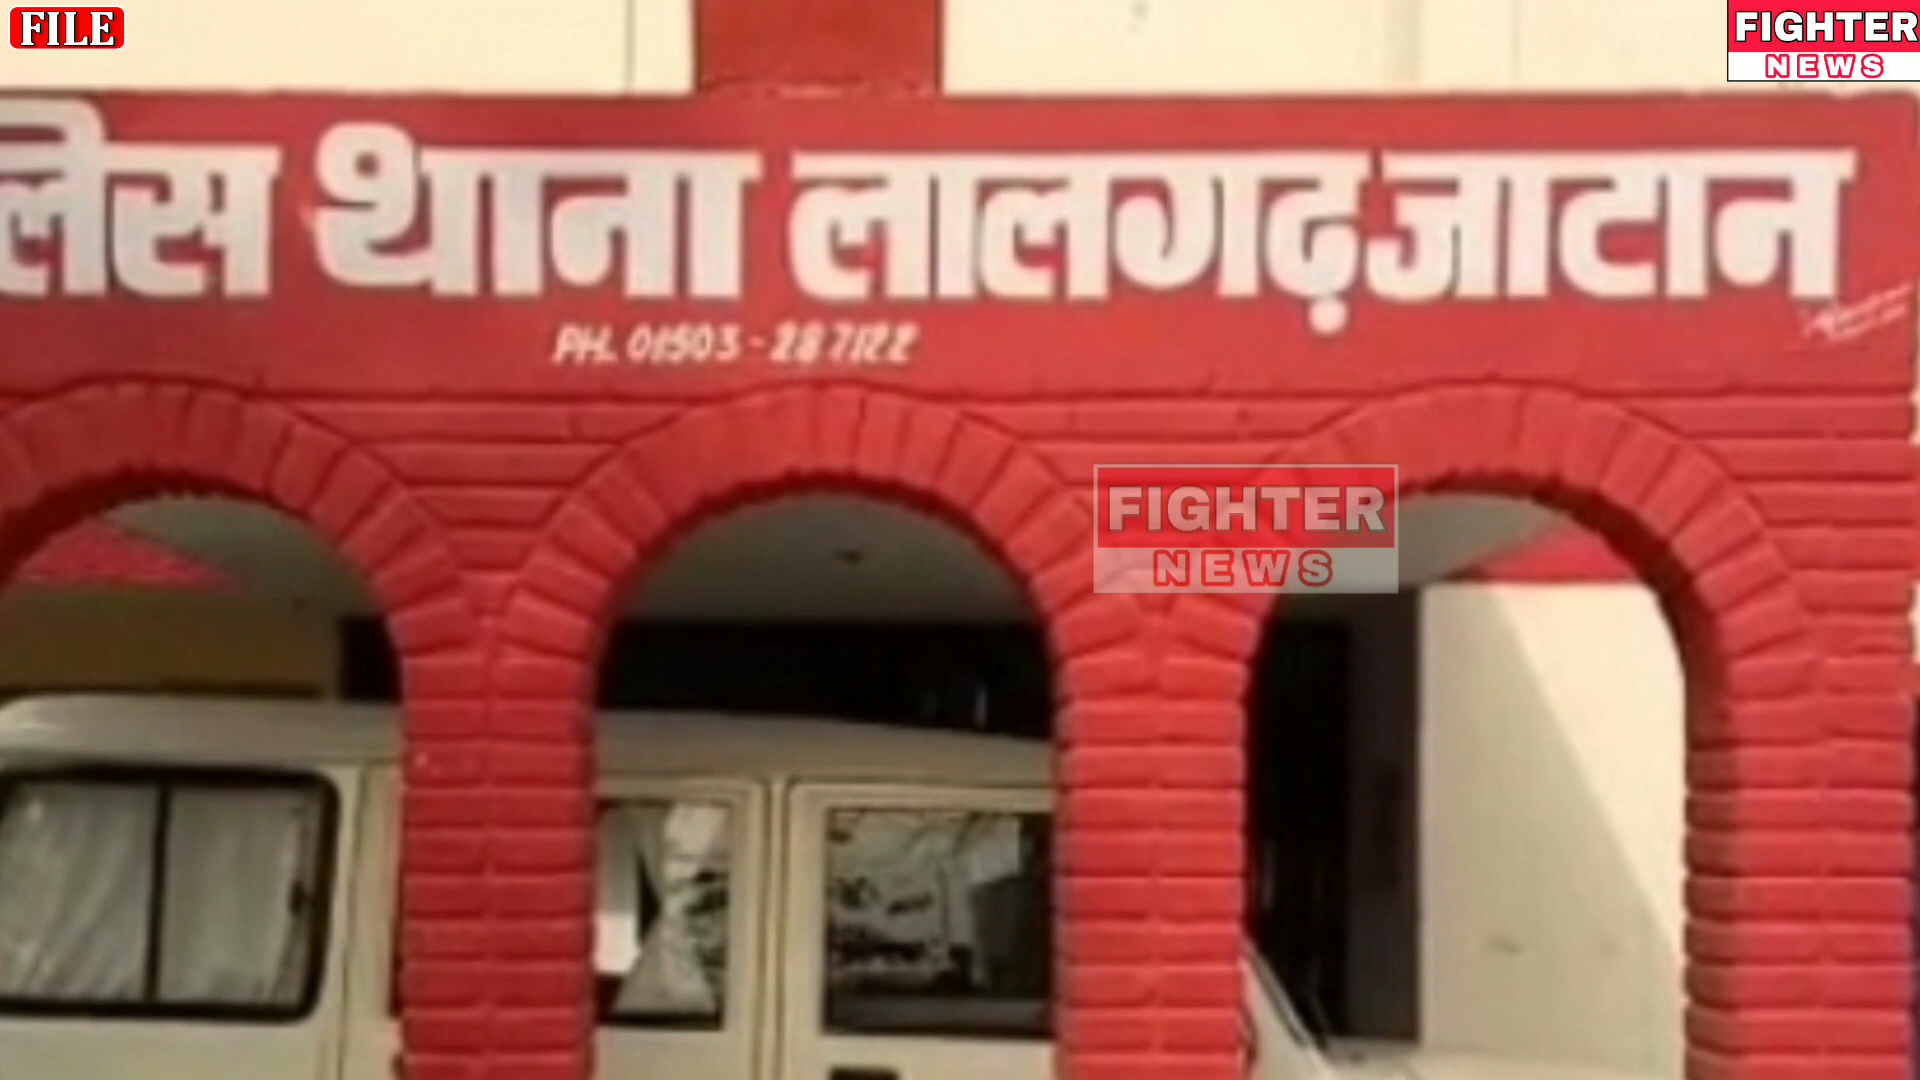 FILE
FIGHTER
NEWS
लिस थाना लालगढ़ जाटान
PH. 01503-287122
FIGHTER
NEWS